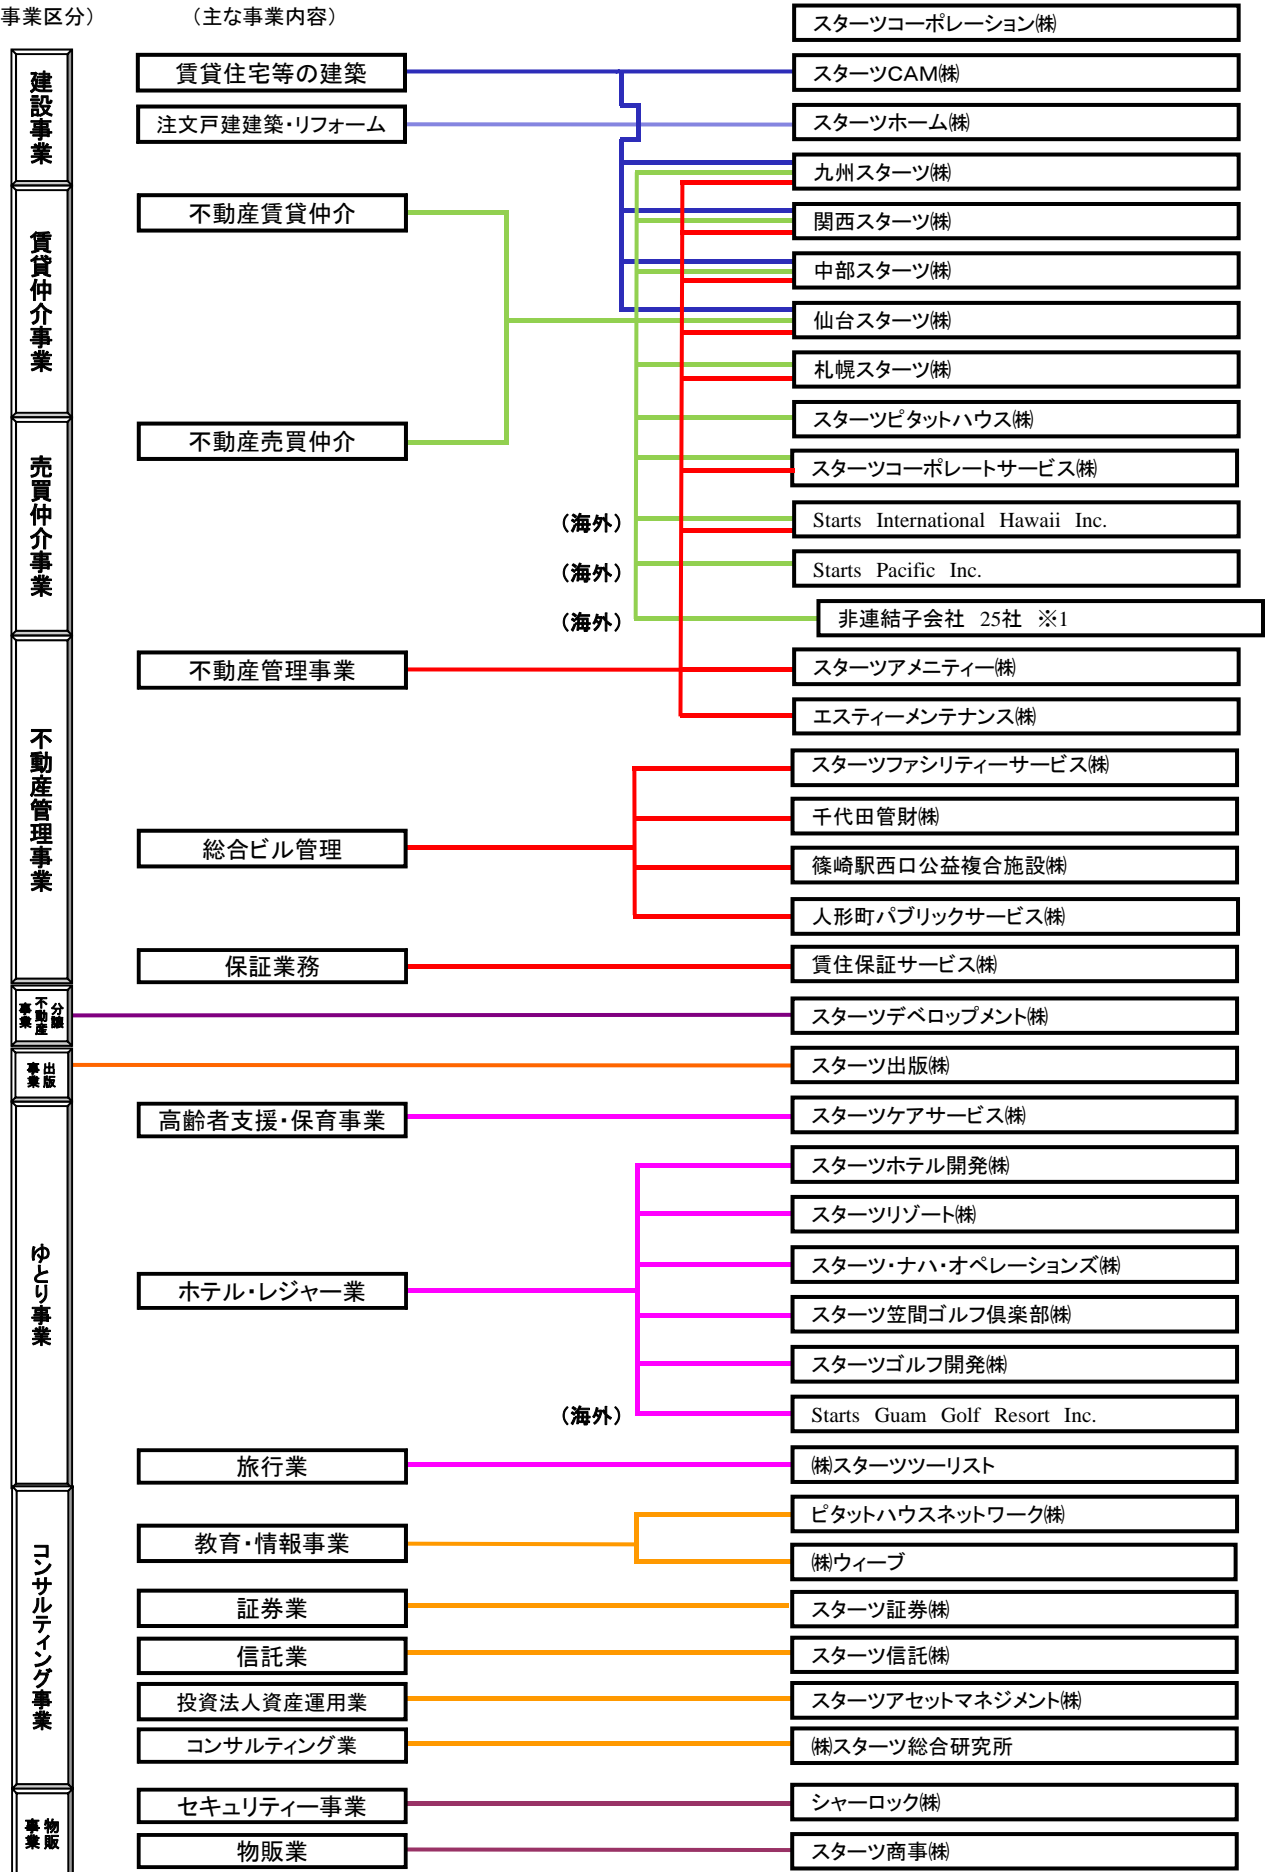 事業区分）
（主な事業内容）
スターツコーポレーション㈱
建設事業
賃貸住宅等の建築
スターツCAM㈱
注文戸建建築・リフォーム
スターツホーム㈱
九州スターツ㈱
賃貸仲介事業
不動産賃貸仲介
関西スターツ㈱
中部スターツ㈱
仙台スターツ㈱
札幌スターツ㈱
売買仲介事業
不動産売買仲介
スターツピタットハウス㈱
スターツコーポレートサービス㈱
（海外）
Starts International Hawaii Inc.
（海外）
Starts Pacific Inc.
（海外）
非連結子会社 25社 ※1
不動産管理事業
不動産管理事業
スターツアメニティー㈱
エスティーメンテナンス㈱
スターツファシリティーサービス㈱
千代田管財㈱
総合ビル管理
篠崎駅西口公益複合施設㈱
人形町パブリックサービス㈱
保証業務
賃住保証サービス㈱
分譲
不動産
事業
スターツデベロップメント㈱
出版
事業
スターツ出版㈱
ゆとり事業
高齢者支援・保育事業
スターツケアサービス㈱
スターツホテル開発㈱
スターツリゾート㈱
ホテル・レジャー業
スターツ・ナハ・オペレーションズ㈱
スターツ笠間ゴルフ倶楽部㈱
スターツゴルフ開発㈱
（海外）
Starts Guam Golf Resort Inc.
旅行業
㈱スターツツーリスト
コンサルティング事業
教育・情報事業
ピタットハウスネットワーク㈱
㈱ウィーブ
証券業
スターツ証券㈱
信託業
スターツ信託㈱
投資法人資産運用業
スターツアセットマネジメント㈱
コンサルティング業
㈱スターツ総合研究所
物販
事業
セキュリティー事業
シャーロック㈱
物販業
スターツ商事㈱